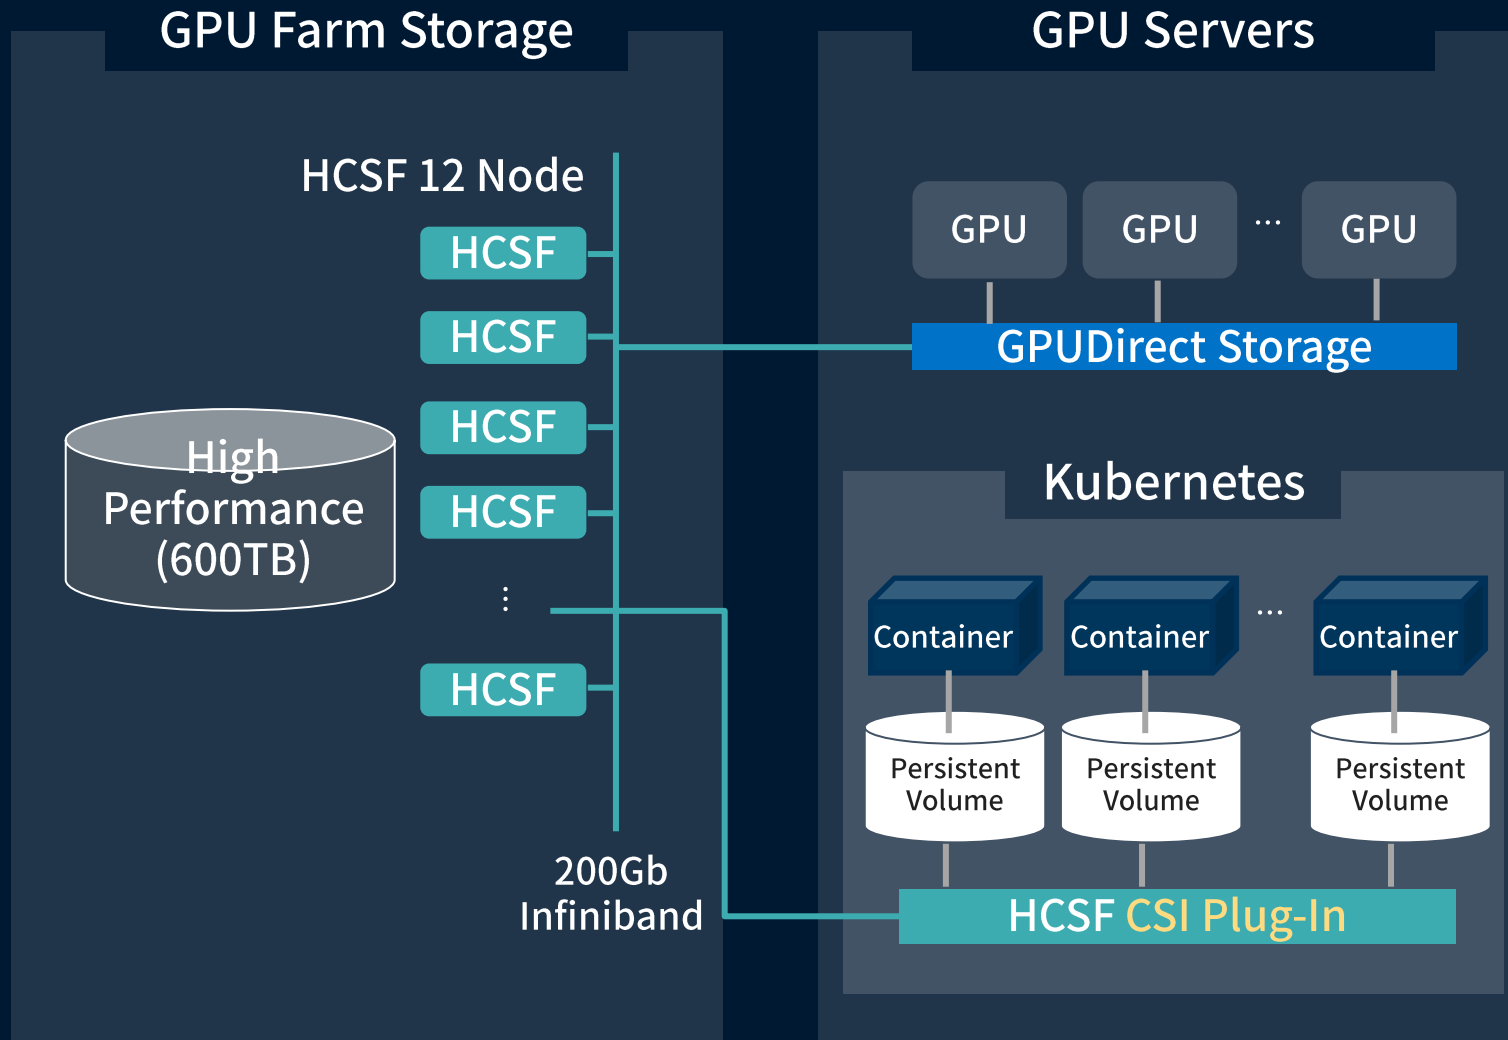 GPU Farm Storage
HCSF 12 Node
HCSF
HCSF
HCSF
HCSF
⋮
HCSF
High
Performance
(600TB)
200Gb
Infiniband
GPU Servers
GPU GPU ... GPU
GPUDirect Storage
Kubernetes
Container Container ... Container
Persistent
Volume
Persistent
Volume
Persistent
Volume
HCSF CSI Plug-In